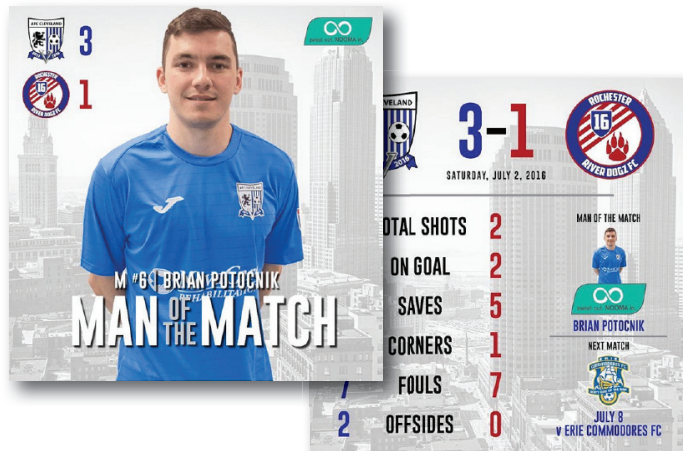 AFC CLEVELAND
3
ROCHESTER
16
RIVER DOGZ FC
1
M #6 | BRIAN POTOCNIK
MAN OF THE MATCH
3-1
2016
ROCHESTER
16
RIVER DOGZ FC
SATURDAY, JULY 2, 2016
OTAL SHOTS 2
ON GOAL 2
SAVES 5
CORNERS 1
7 FOULS 7
2 OFFSIDES 0
MAN OF THE MATCH
BRIAN POTOCNIK
NEXT MATCH
JULY 8
v ERIE COMMODORES FC